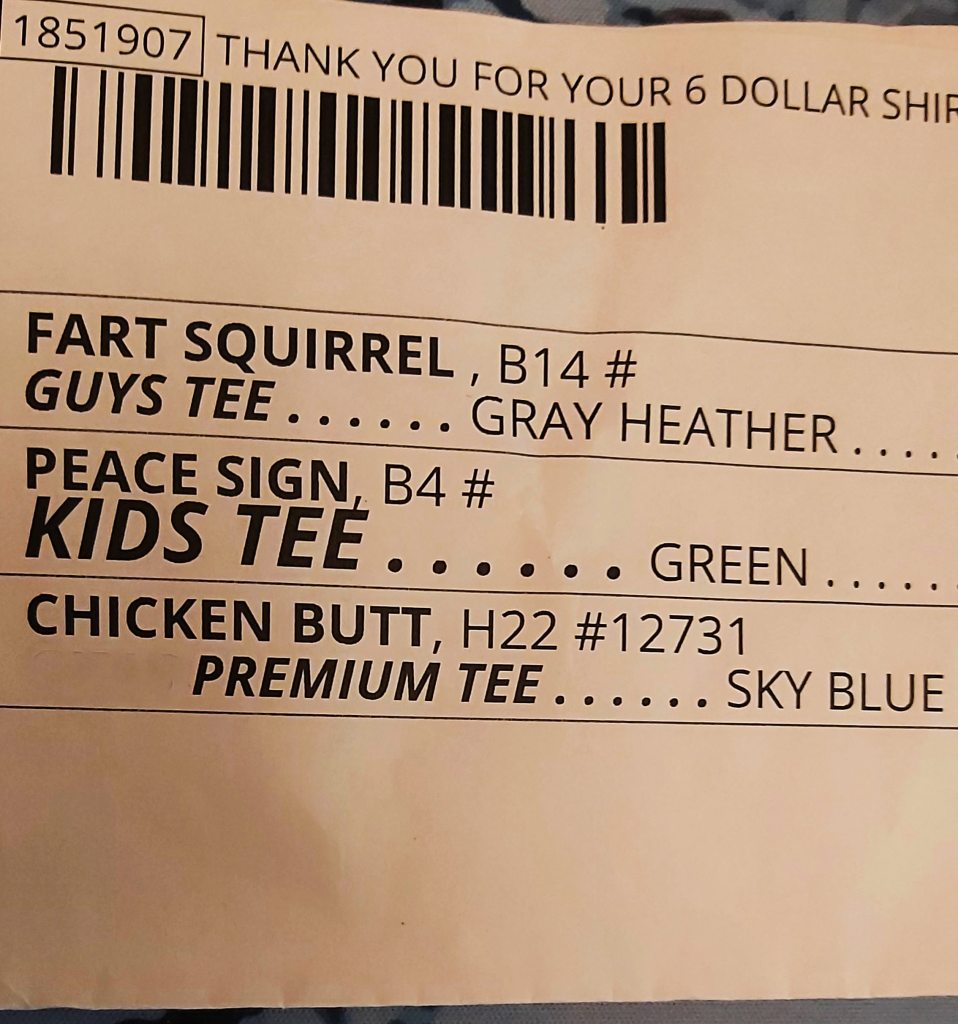 1851907 THANK YOU FOR YOUR 6 DOLLAR
FART SQUIRREL , B14 #
GUYS TEE ...... GRAY HEATHER .....
PEACE SIGN, B4 #
KIDS TEE ...... GREEN ......
CHICKEN BUTT, H22 #12731
PREMIUM TEE ...... SKY BLUE